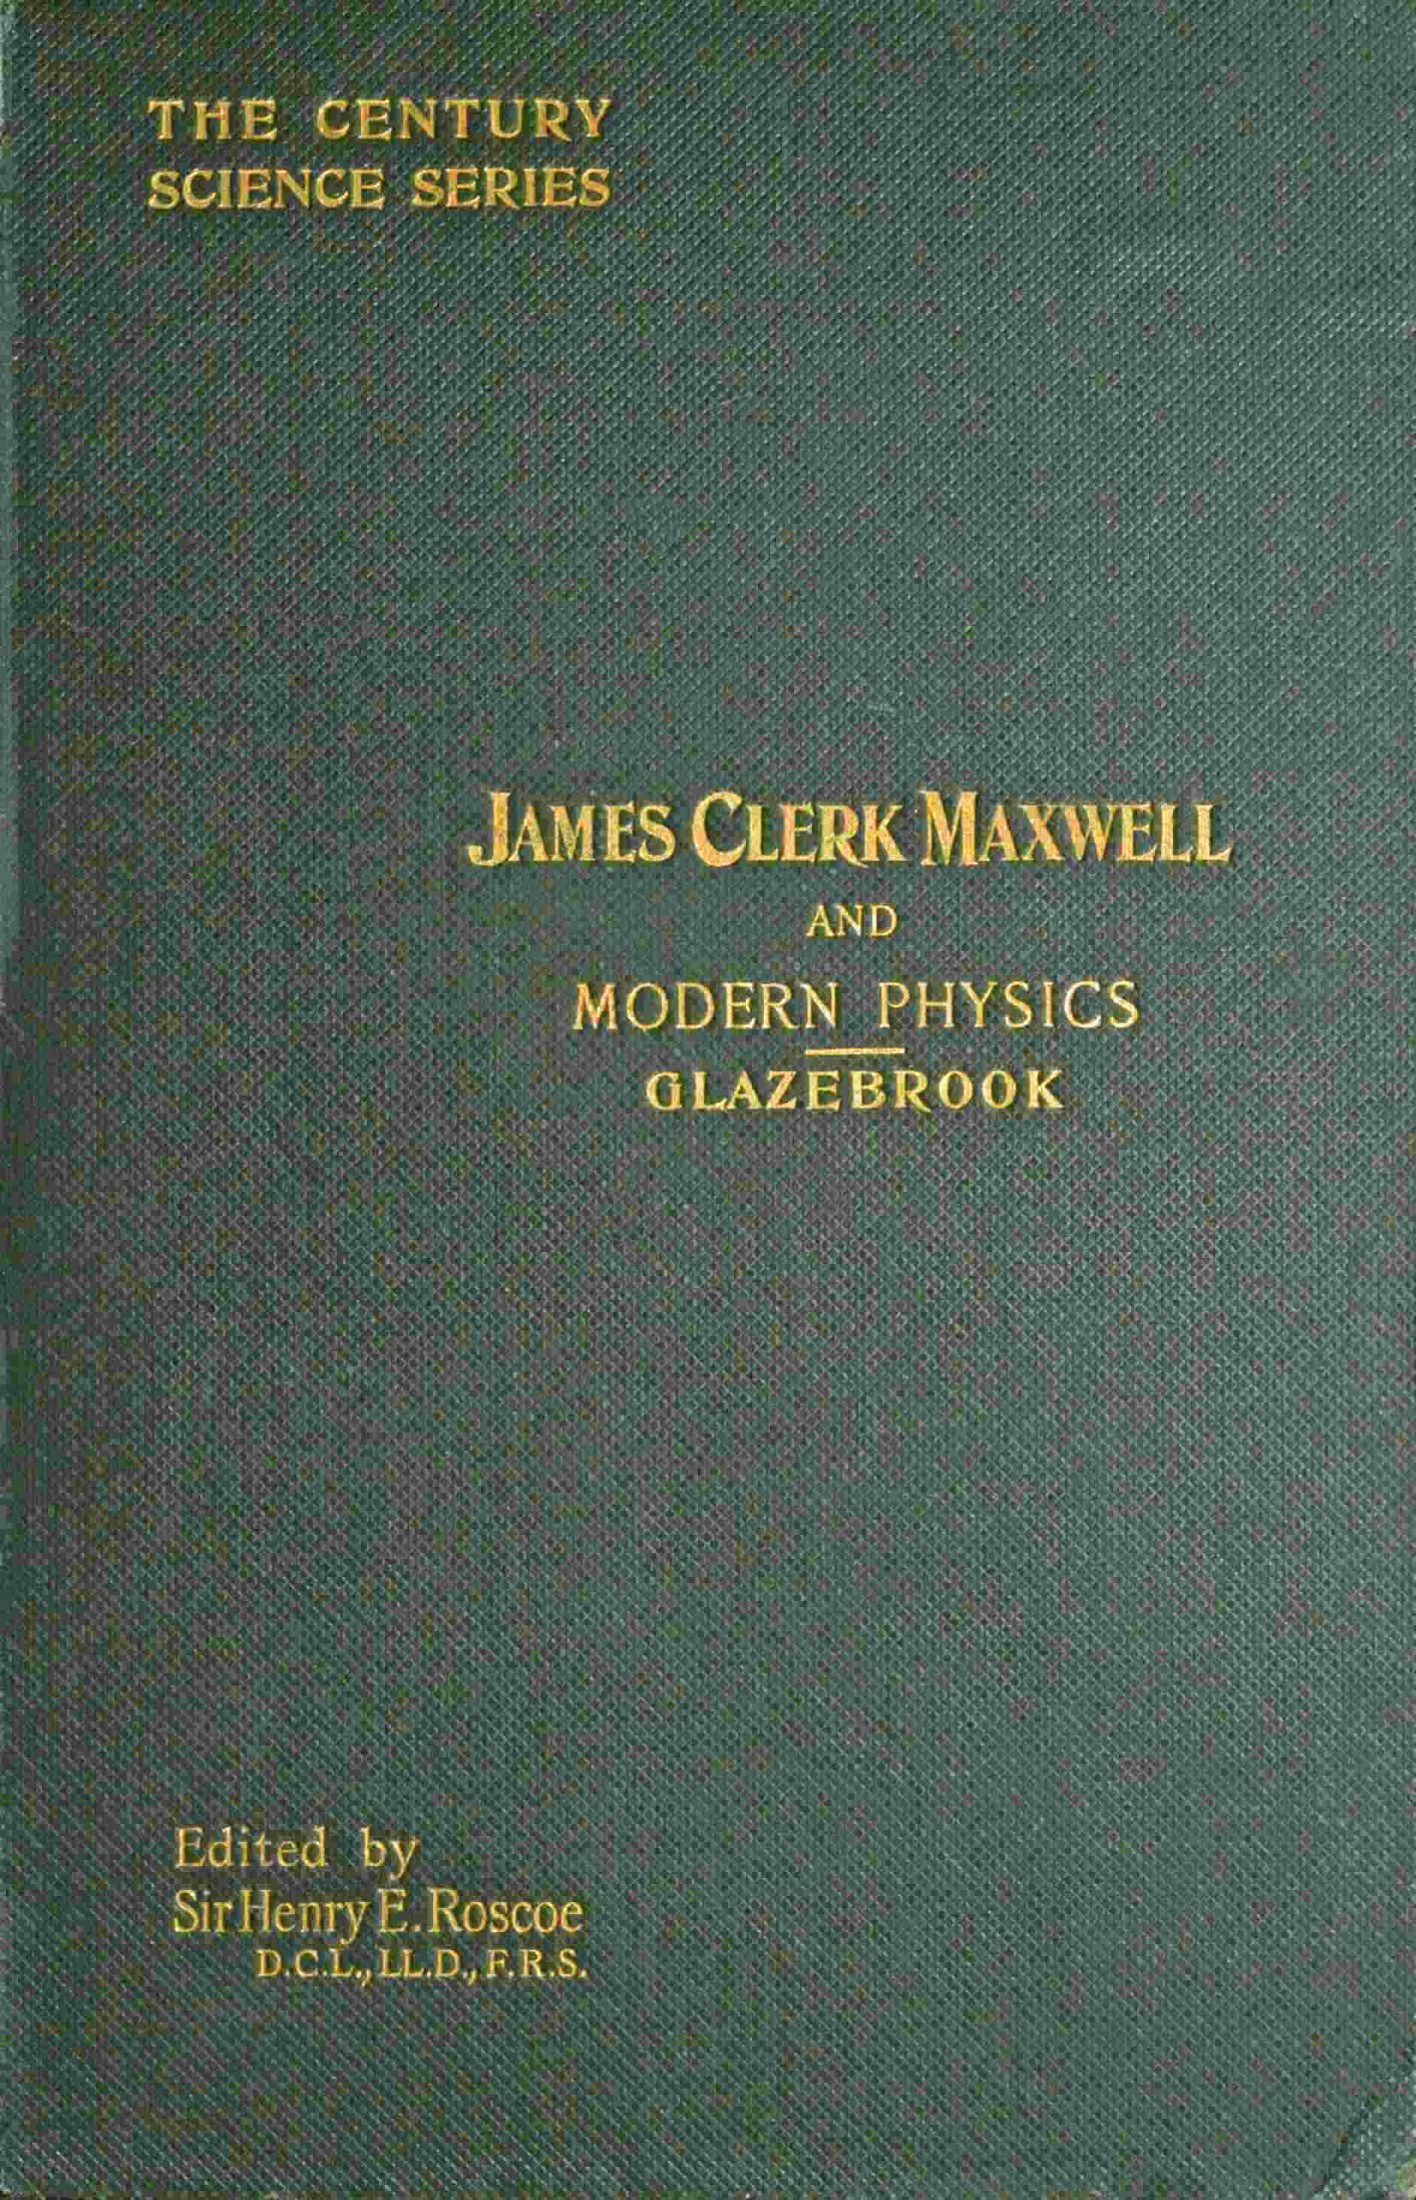 THE CENTURY
SCIENCE SERIES
JAMES CLERK MAXWELL
AND
MODERN PHYSICS
GLAZEBROOK
Edited by
Sir Henry E. Roscoe
D.C.L., LL.D., F.R.S.